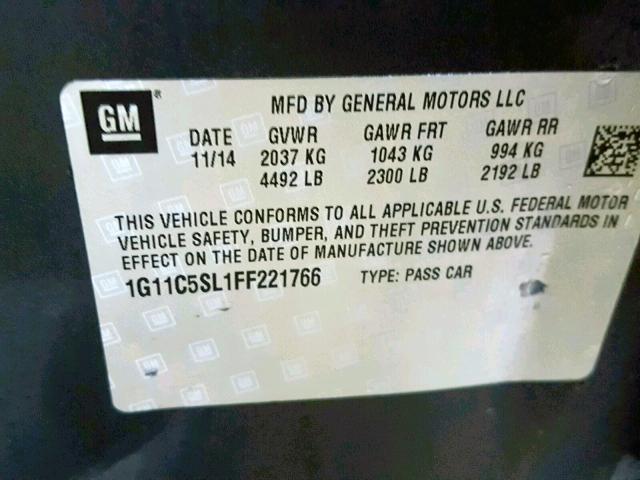 GM ®
MFD BY GENERAL MOTORS LLC
DATE GVWR GAWR FRT GAWR RR
11/14 2037 KG 1043 KG 994 KG
4492 LB 2300 LB 2192 LB
THIS VEHICLE CONFORMS TO ALL APPLICABLE U.S. FEDERAL MOTOR
VEHICLE SAFETY, BUMPER, AND THEFT PREVENTION STANDARDS IN
EFFECT ON THE DATE OF MANUFACTURE SHOWN ABOVE.
1G11C5SL1FF221766 TYPE: PASS CAR